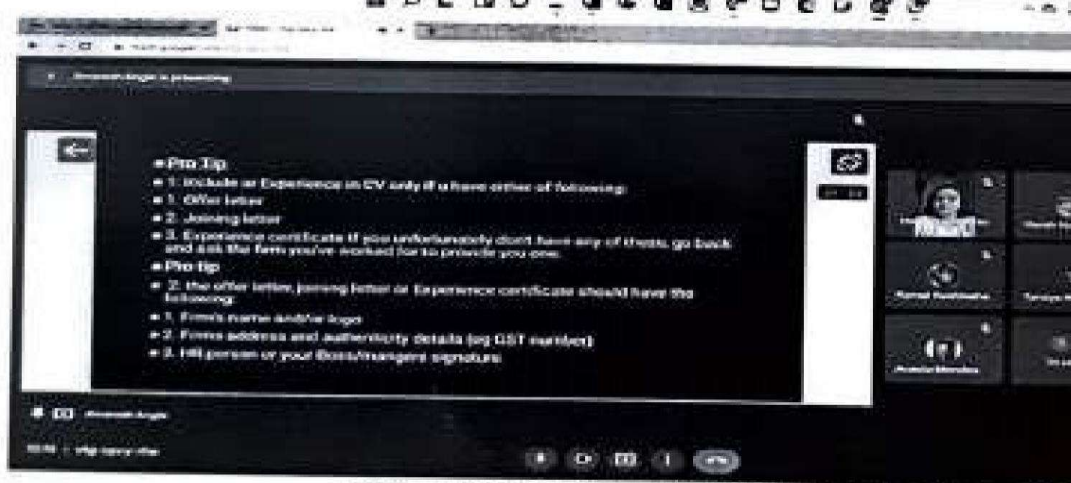 is presenting
Pro Tip
1. Include ur Experience in CV only if u have either of following:
1. Offer letter
2. Joining letter
3. Experience certificate if you unfortunately don't have any of thesis, go back
and ask the firm you've worked for to provide you one.
Pro tip
2. the offer letter, joining letter or Experience certificate should have the
following:
1. Firm's name and/or logo
2. Firms address and authenticity details (eg GST number)
3. HR person or your Boss/mangers signature